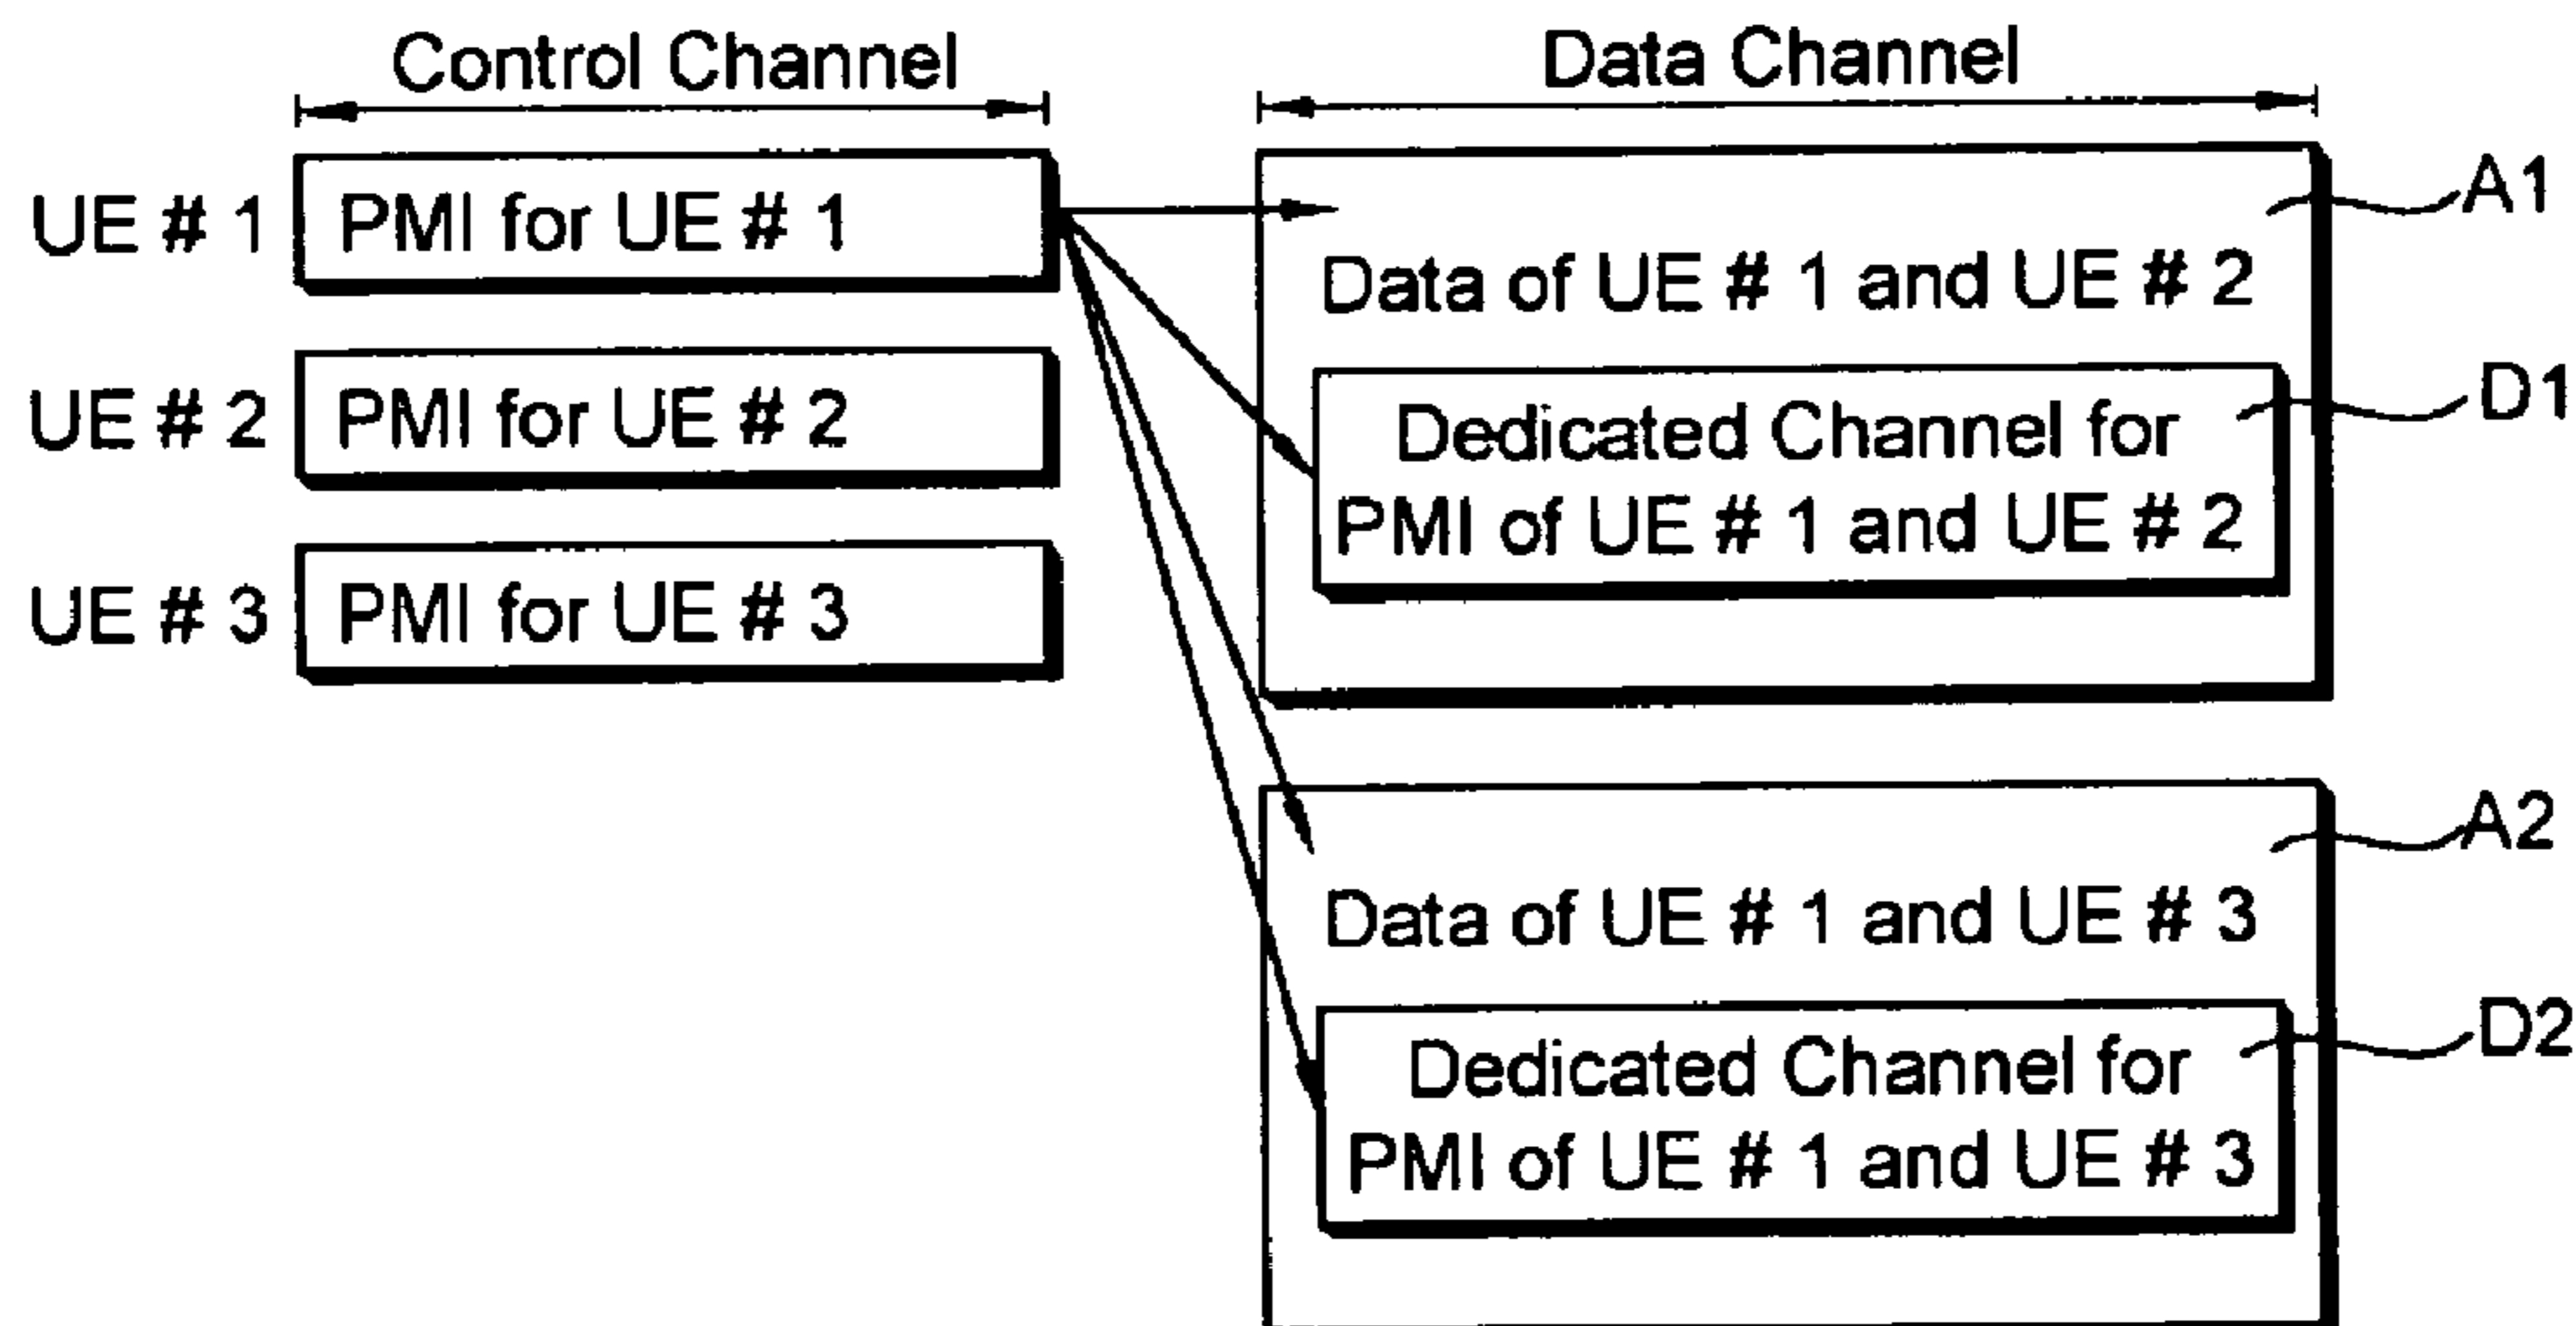 Control Channel
Data Channel
UE # 1
PMI for UE # 1
A1
Data of UE # 1 and UE # 2
UE # 2
PMI for UE # 2
D1
Dedicated Channel for
PMI of UE # 1 and UE # 2
UE # 3
PMI for UE # 3
A2
Data of UE # 1 and UE # 3
D2
Dedicated Channel for
PMI of UE # 1 and UE # 3